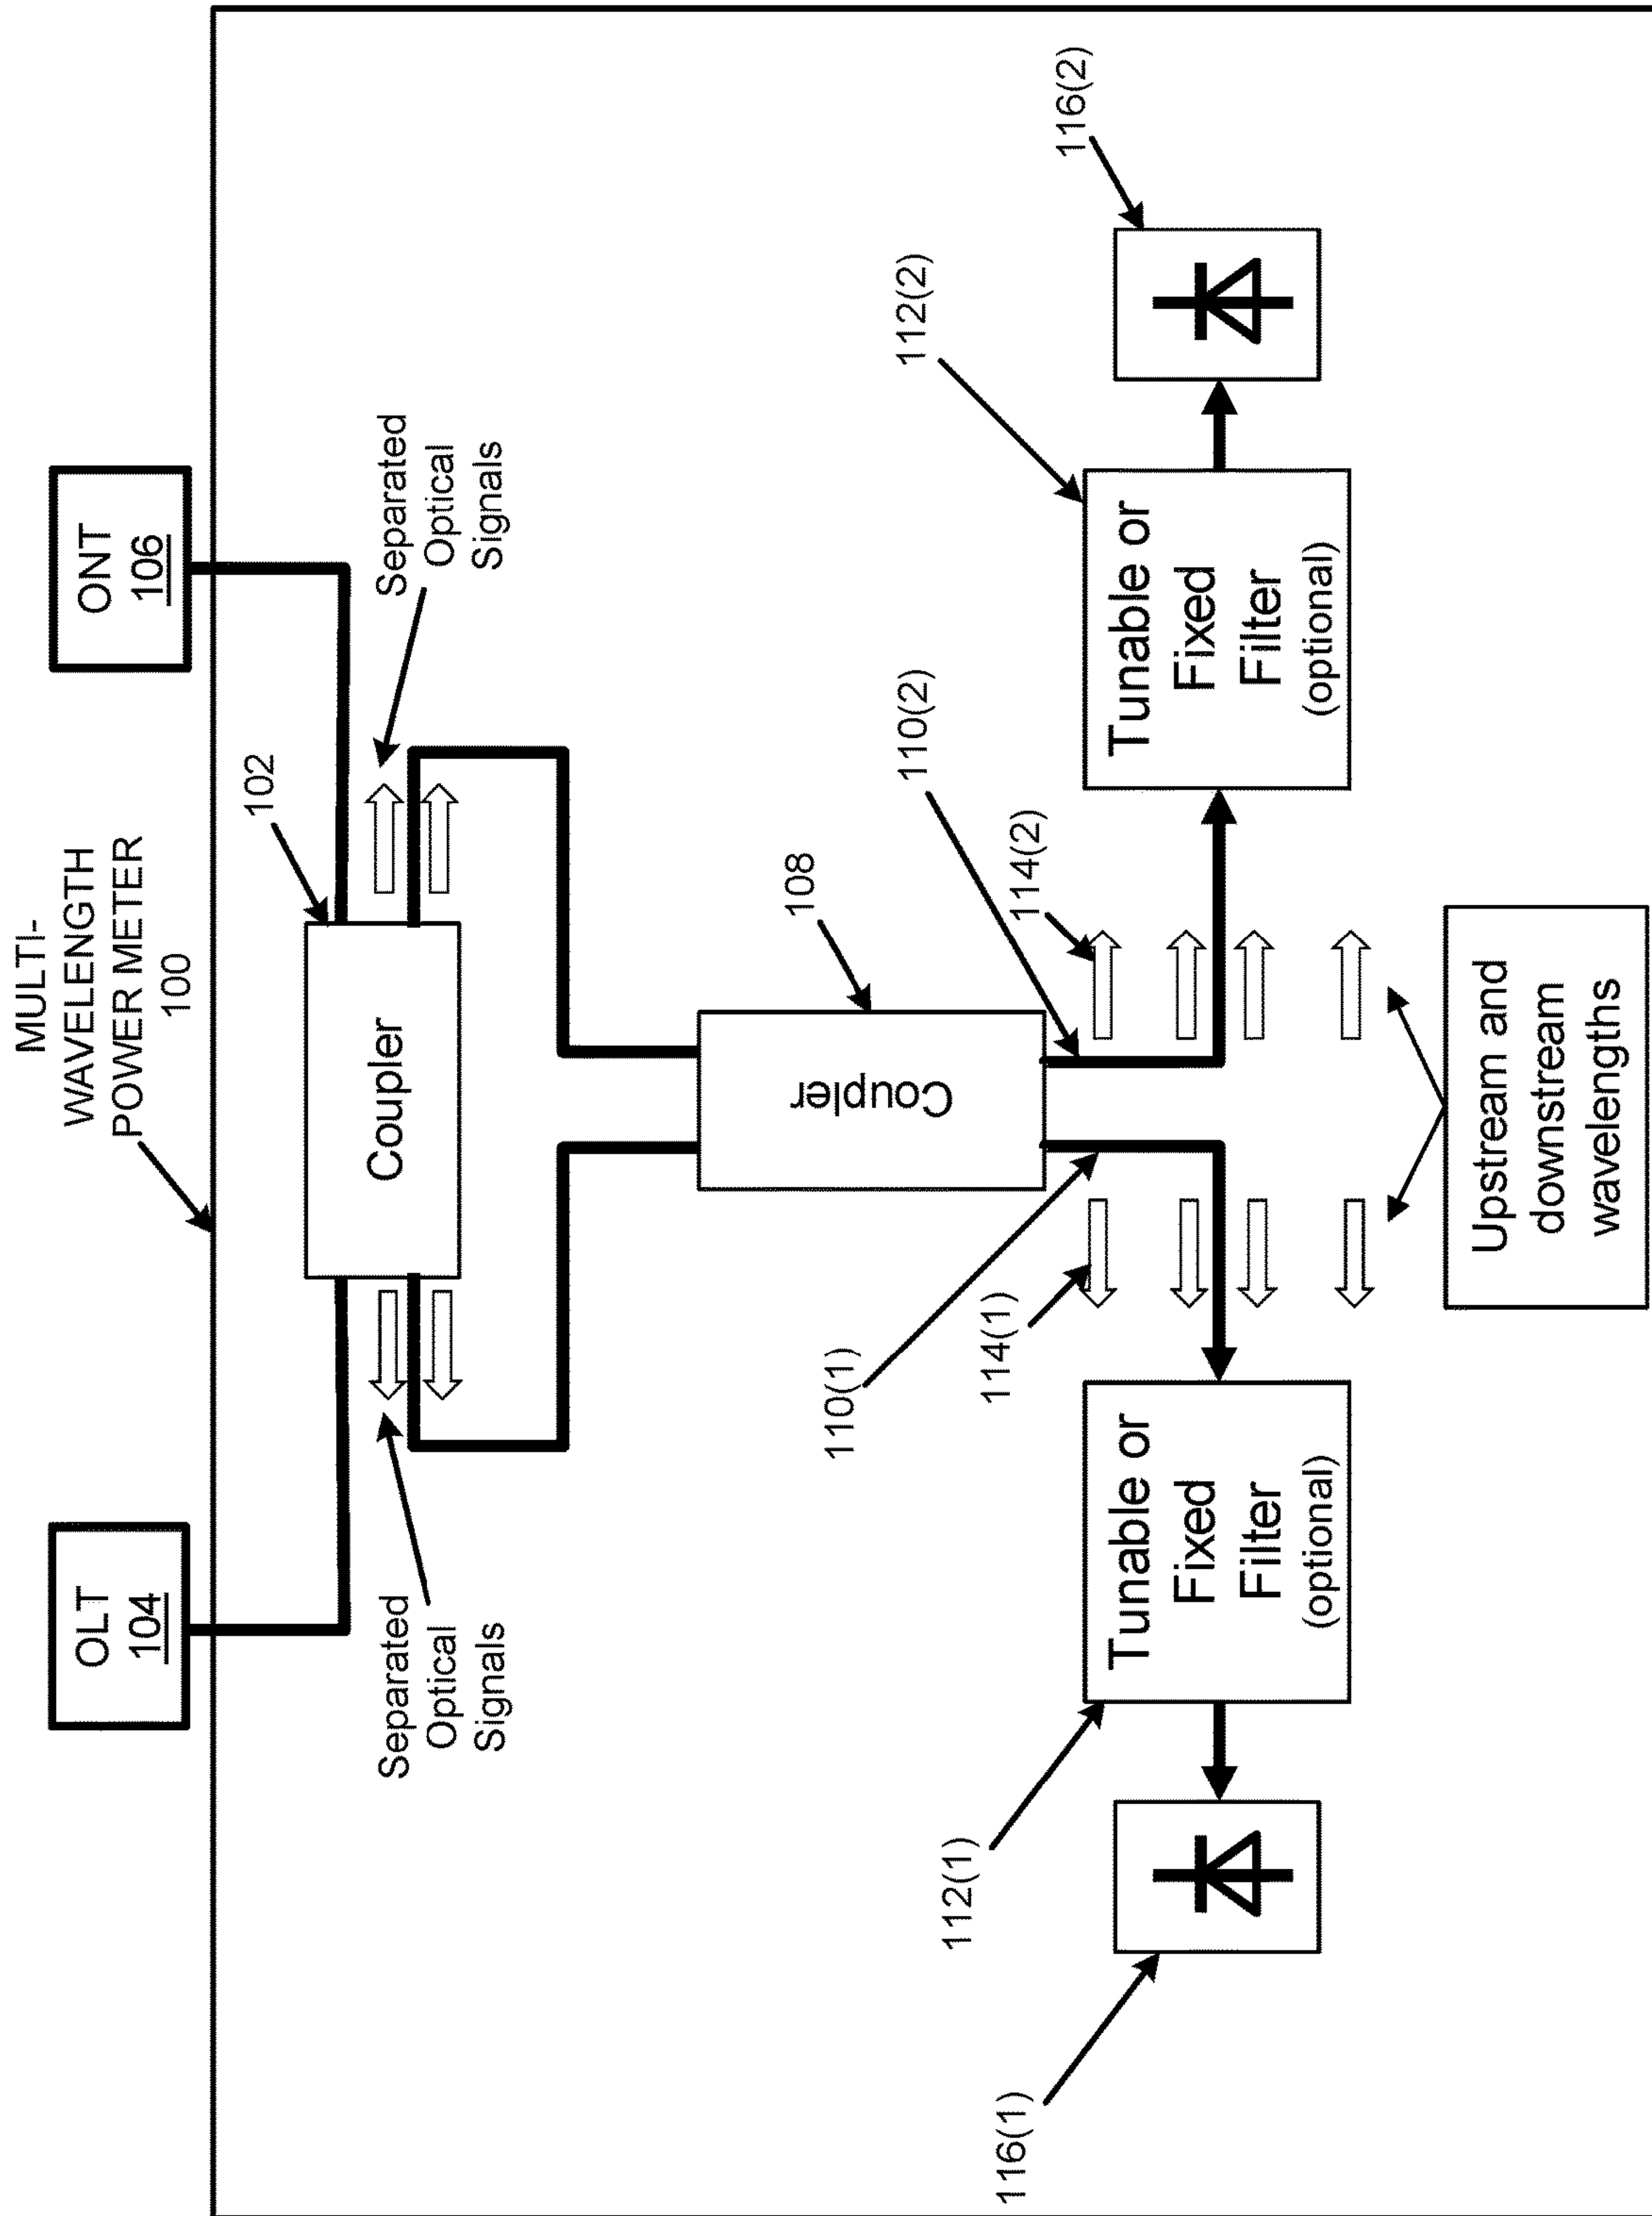 MULTI-
WAVELENGTH
POWER METER
100
OLT
104
ONT
106
102
Coupler
Separated
Optical
Signals
Separated
Optical
Signals
108
Coupler
110(1)
110(2)
114(1)
114(2)
112(1)
112(2)
116(1)
116(2)
Tunable or
Fixed
Filter
(optional)
Tunable or
Fixed
Filter
(optional)
Upstream and
downstream
wavelengths